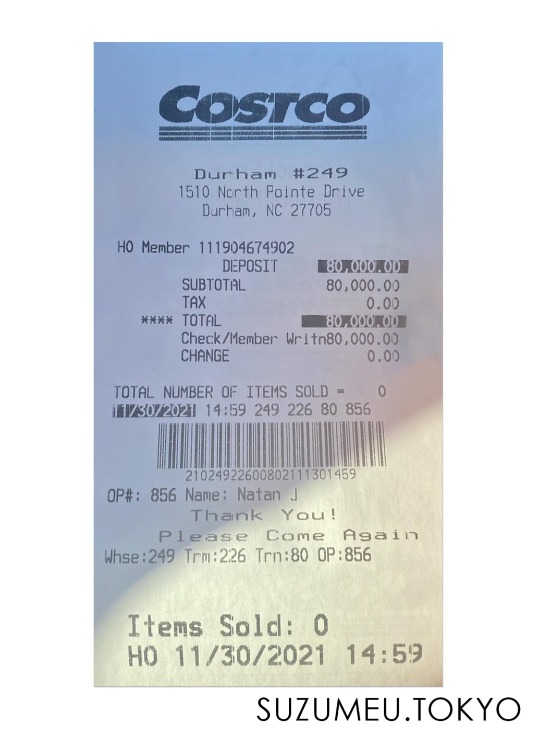 COSTCO
Durham #249
1510 North Pointe Drive
Durham, NC 27705
HO Member 111904674902
DEPOSIT 80,000.00
SUBTOTAL 80,000.00
TAX 0.00
**** TOTAL 80,000.00
Check/Member Writn80,000.00
CHANGE 0.00
TOTAL NUMBER OF ITEMS SOLD = 0
11/30/2021 14:59 249 226 80 856
21024922600802111301459
OP#: 856 Name: Natan J
Thank You!
Please Come Again
Whse:249 Trm:226 Trn:80 OP:856
Items Sold: 0
HO 11/30/2021 14:59
SUZUMEU.TOKYO